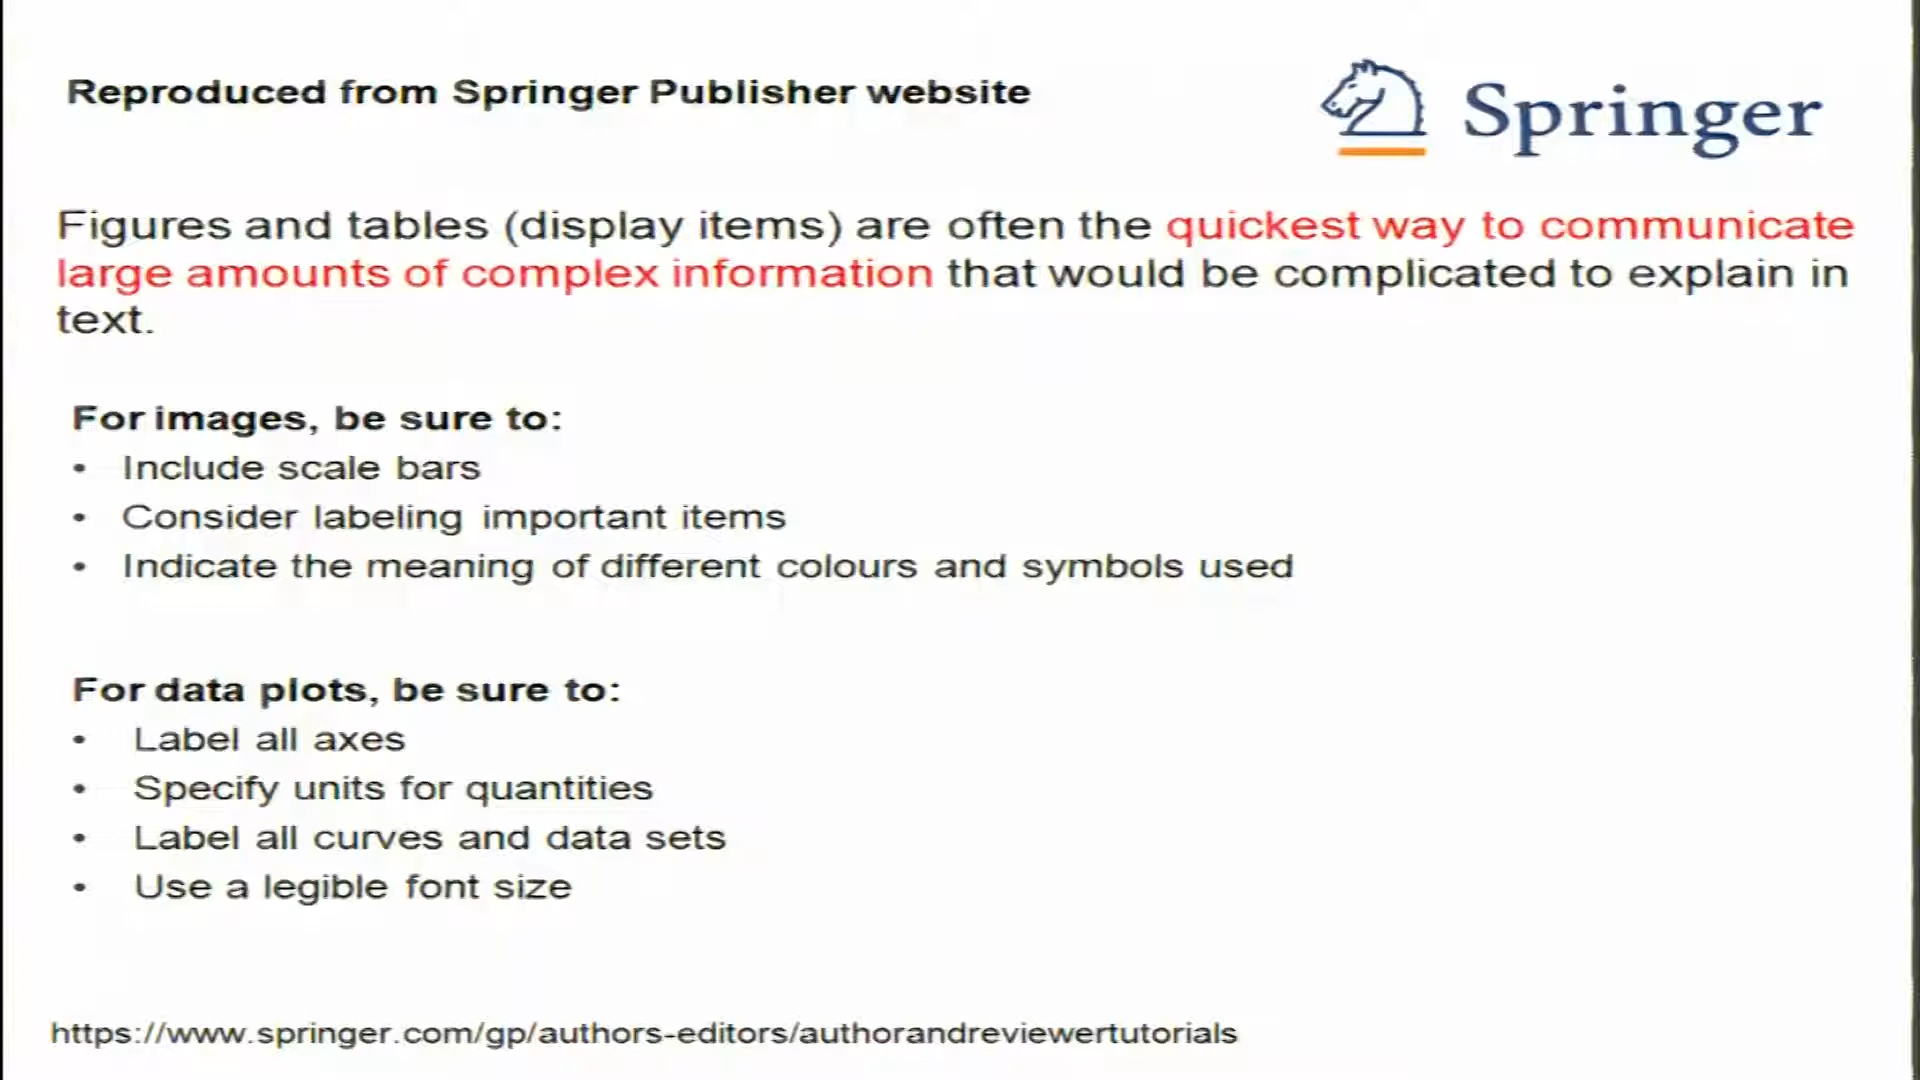 Reproduced from Springer Publisher website
Springer
Figures and tables (display items) are often the quickest way to communicate
large amounts of complex information that would be complicated to explain in
text.
For images, be sure to:
• Include scale bars
• Consider labeling important items
• Indicate the meaning of different colours and symbols used
For data plots, be sure to:
• Label all axes
• Specify units for quantities
• Label all curves and data sets
• Use a legible font size
https://www.springer.com/gp/authors-editors/authorandreviewertutorials